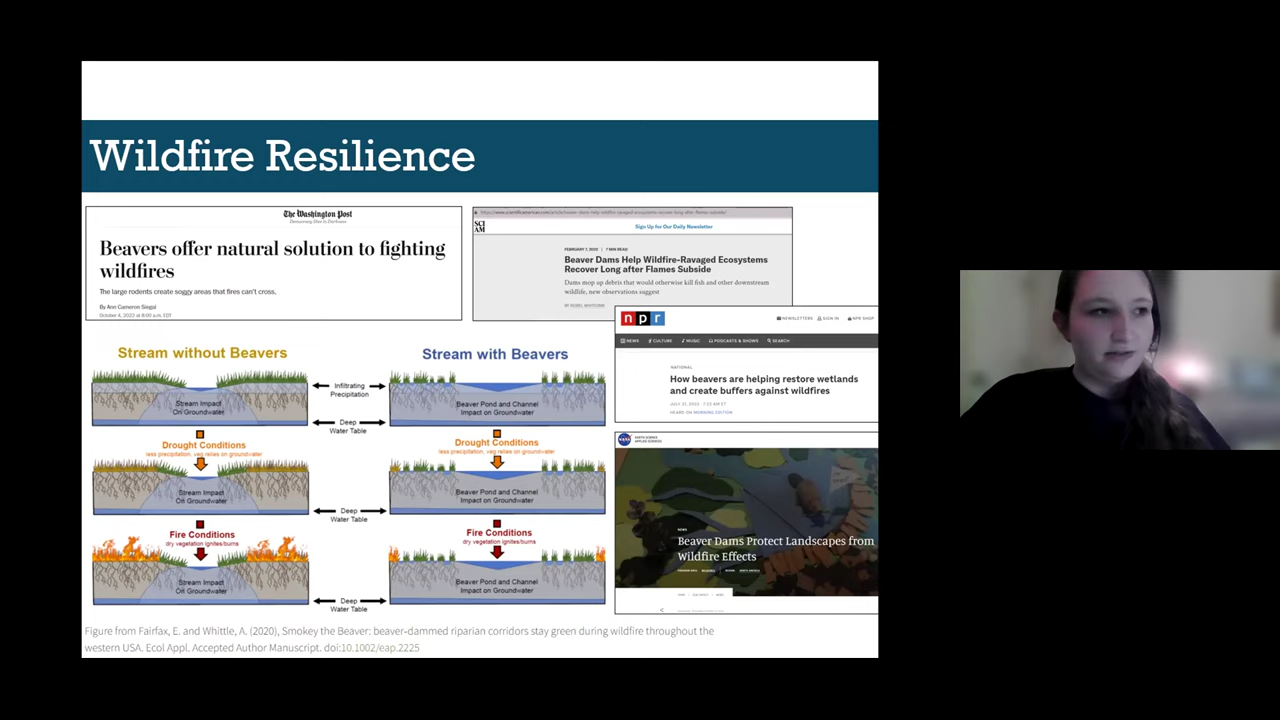 Wildfire Resilience
The Washington Post
Democracy Dies in Darkness
Beavers offer natural solution to fighting
wildfires
The large rodents create soggy areas that fires can't cross.
By Ann Cameron Siegal
October 4, 2022 at 8:00 a.m. EDT
SCI
AM
Sign Up for Our Daily Newsletter
FEBRUARY 7, 2022 | 7 MIN READ
Beaver Dams Help Wildfire-Ravaged Ecosystems
Recover Long after Flames Subside
Dams mop up debris that would otherwise kill fish and other downstream
wildlife, new observations suggest
BY
npr
NEWSLETTERS SIGN IN NPR SHOP
NEWS CULTURE MUSIC PODCASTS & SHOWS SEARCH
NATIONAL
How beavers are helping restore wetlands
and create buffers against wildfires
HEARD ON MORNING EDITION
EARTH SCIENCE
APPLIED SCIENCES
NEWS
Beaver Dams Protect Landscapes from
Wildfire Effects
Stream without Beavers
Stream with Beavers
Infiltrating
Precipitation
Stream Impact
On Groundwater
Beaver Pond and Channel
Impact on Groundwater
Deep
Water Table
Drought Conditions
less precipitation, veg relies on groundwater
Drought Conditions
less precipitation, veg relies on groundwater
Stream Impact
On Groundwater
Beaver Pond and Channel
Impact on Groundwater
Deep
Water Table
Fire Conditions
dry vegetation ignites/burns
Fire Conditions
dry vegetation ignites/burns
Stream Impact
On Groundwater
Beaver Pond and Channel
Impact on Groundwater
Deep
Water Table
Figure from Fairfax, E. and Whittle, A. (2020), Smokey the Beaver: beaver-dammed riparian corridors stay green during wildfire throughout the
western USA. Ecol Appl. Accepted Author Manuscript. doi:10.1002/eap.2225